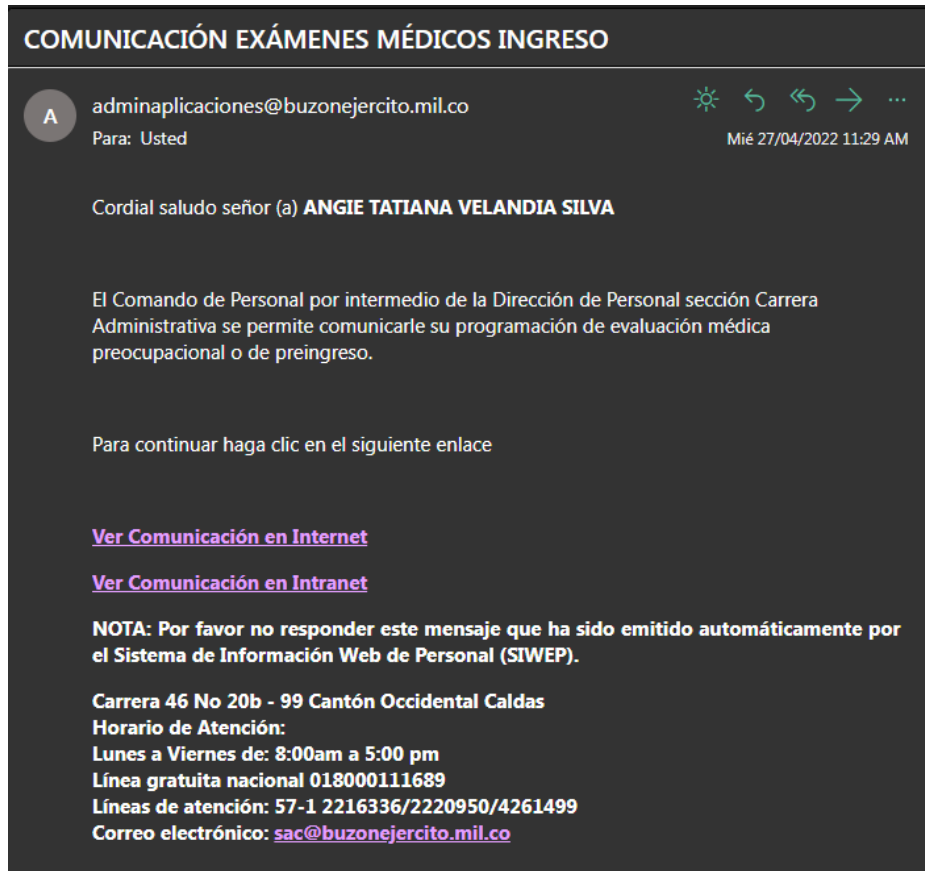 COMUNICACIÓN EXÁMENES MÉDICOS INGRESO
A
adminaplicaciones@buzonejercito.mil.co
Para: Usted
Mié 27/04/2022 11:29 AM
Cordial saludo señor (a) ANGIE TATIANA VELANDIA SILVA
El Comando de Personal por intermedio de la Dirección de Personal sección Carrera
Administrativa se permite comunicarle su programación de evaluación médica
preocupacional o de preingreso.
Para continuar haga clic en el siguiente enlace
Ver Comunicación en Internet
Ver Comunicación en Intranet
NOTA: Por favor no responder este mensaje que ha sido emitido automáticamente por
el Sistema de Información Web de Personal (SIWEP).
Carrera 46 No 20b - 99 Cantón Occidental Caldas
Horario de Atención:
Lunes a Viernes de: 8:00am a 5:00 pm
Línea gratuita nacional 018000111689
Líneas de atención: 57-1 2216336/2220950/4261499
Correo electrónico: sac@buzonejercito.mil.co